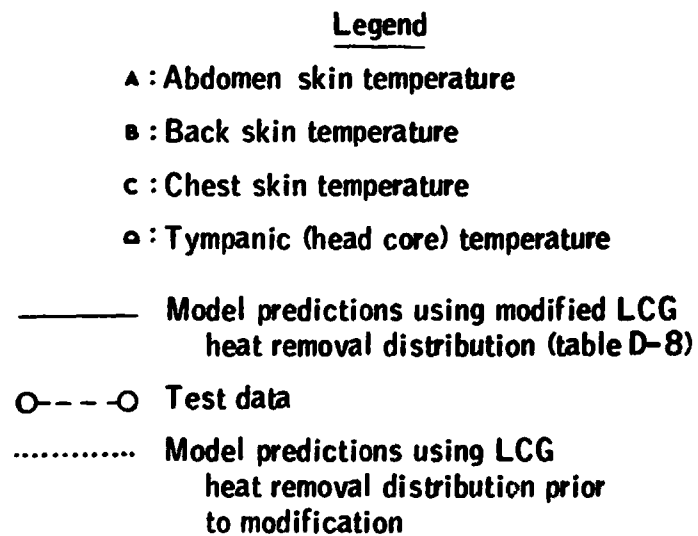 Legend
A : Abdomen skin temperature
B : Back skin temperature
C : Chest skin temperature
: Tympanic (head core) temperature
Model predictions using modified LCG
heat removal distribution (table D-8)
Test data
Model predictions using LCG
heat removal distribution prior
to modification